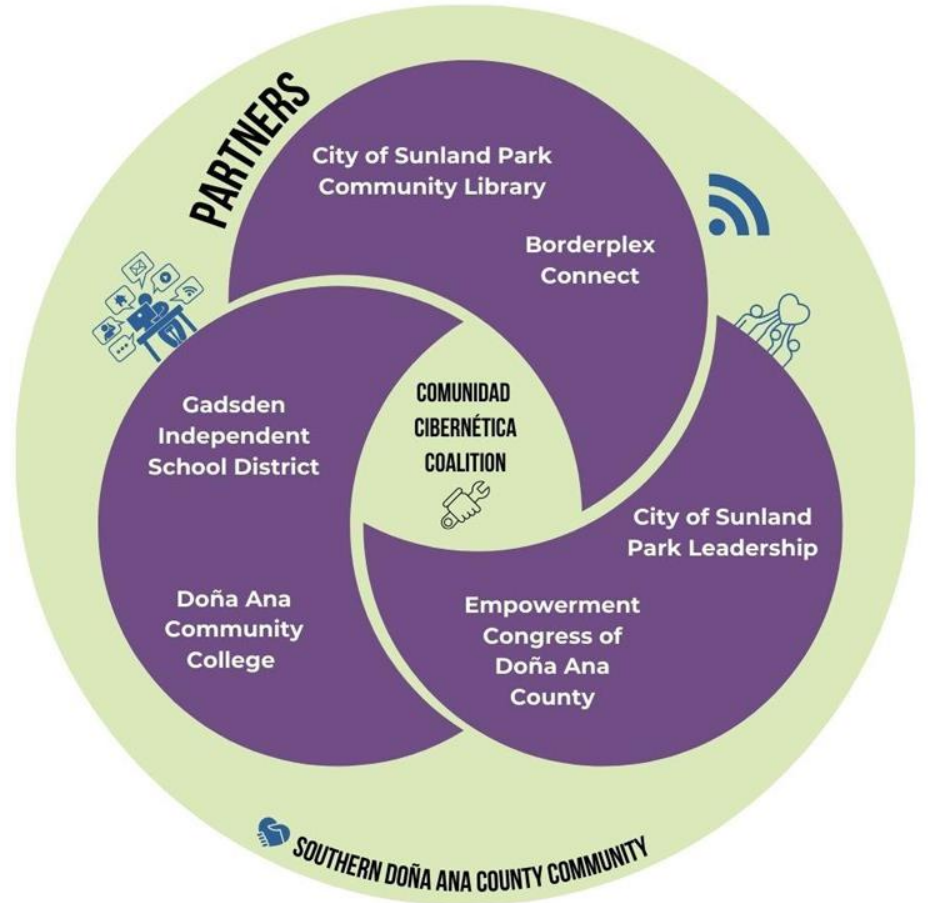 PARTNERS
City of Sunland Park
Community Library
Borderplex
Connect
COMUNIDAD
CIBERNÉTICA
COALITION
Gadsden
Independent
School District
City of Sunland
Park Leadership
Doña Ana
Community
College
Empowerment
Congress of
Doña Ana
County
SOUTHERN DOÑA ANA COUNTY COMMUNITY